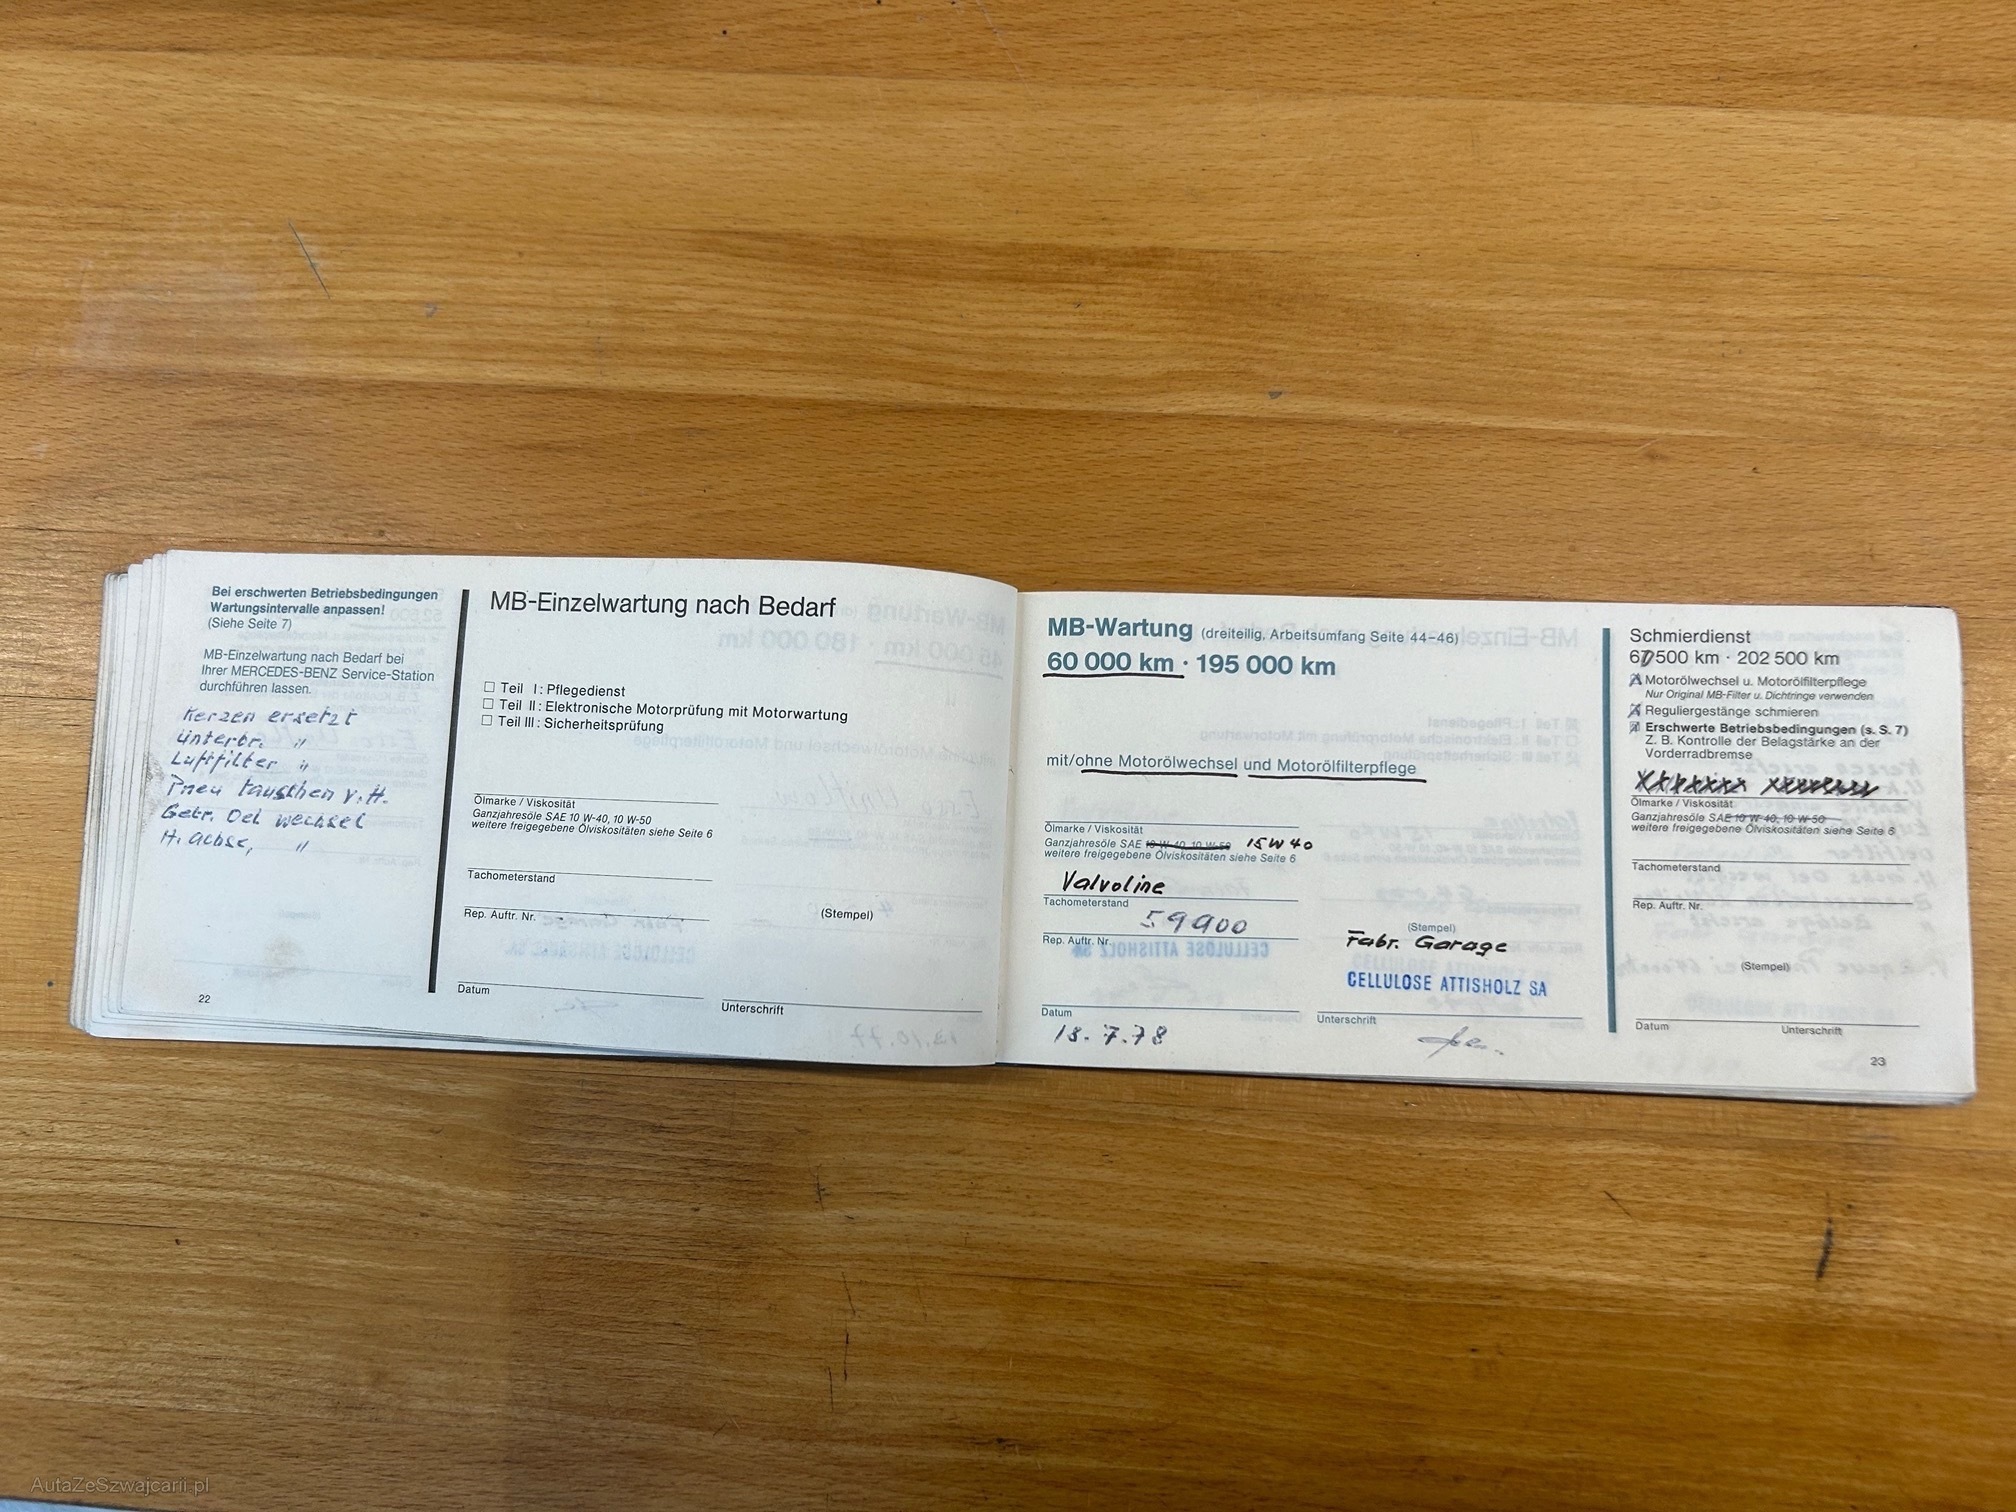 Bei erschwerten Betriebsbedingungen
Wartungsintervalle anpassen!
(Siehe Seite 7)
MB-Einzelwartung nach Bedarf bei
Ihrer MERCEDES-BENZ Service-Station
durchführen lassen.
Kerzen ersetzt
Unterbr. "
Luftfilter "
Pneu tauschen v.H.
Getr. Oel wechsel
H. Achse, "
22
MB-Einzelwartung nach Bedarf
Teil I: Pflegedienst
Teil II: Elektronische Motorprüfung mit Motorwartung
Teil III: Sicherheitsprüfung
Ölmarke / Viskosität
Ganzjahresöle SAE 10 W-40, 10 W-50
weitere freigegebene Ölviskositäten siehe Seite 6
Tachometerstand
Rep. Auftr. Nr.
(Stempel)
Datum
Unterschrift
MB-Wartung (dreiteilig, Arbeitsumfang Seite 44-46)
60 000 km · 195 000 km
mit/ohne Motorölwechsel und Motorölfilterpflege
Ölmarke / Viskosität
Ganzjahresöle SAE 10 W-40, 10 W-50 15W40
weitere freigegebene Ölviskositäten siehe Seite 6
Valvoline
Tachometerstand
59900
Rep. Auftr. Nr.
(Stempel)
Fabr. Garage
CELLULOSE ATTISHOLZ SA
Datum
Unterschrift
18.7.78
Schmierdienst
67500 km · 202 500 km
Motorölwechsel u. Motorölfilterpflege
Nur Original MB-Filter u. Dichtringe verwenden
Reguliergestänge schmieren
Erschwerte Betriebsbedingungen (s. S. 7)
Z. B. Kontrolle der Belagstärke an der
Vorderradbremse
Ölmarke / Viskosität
Ganzjahresöle SAE 10 W-40, 10 W-50
weitere freigegebene Ölviskositäten siehe Seite 6
Tachometerstand
Rep. Auftr. Nr.
(Stempel)
Datum
Unterschrift
23
AutaZeSzwajcarii.pl